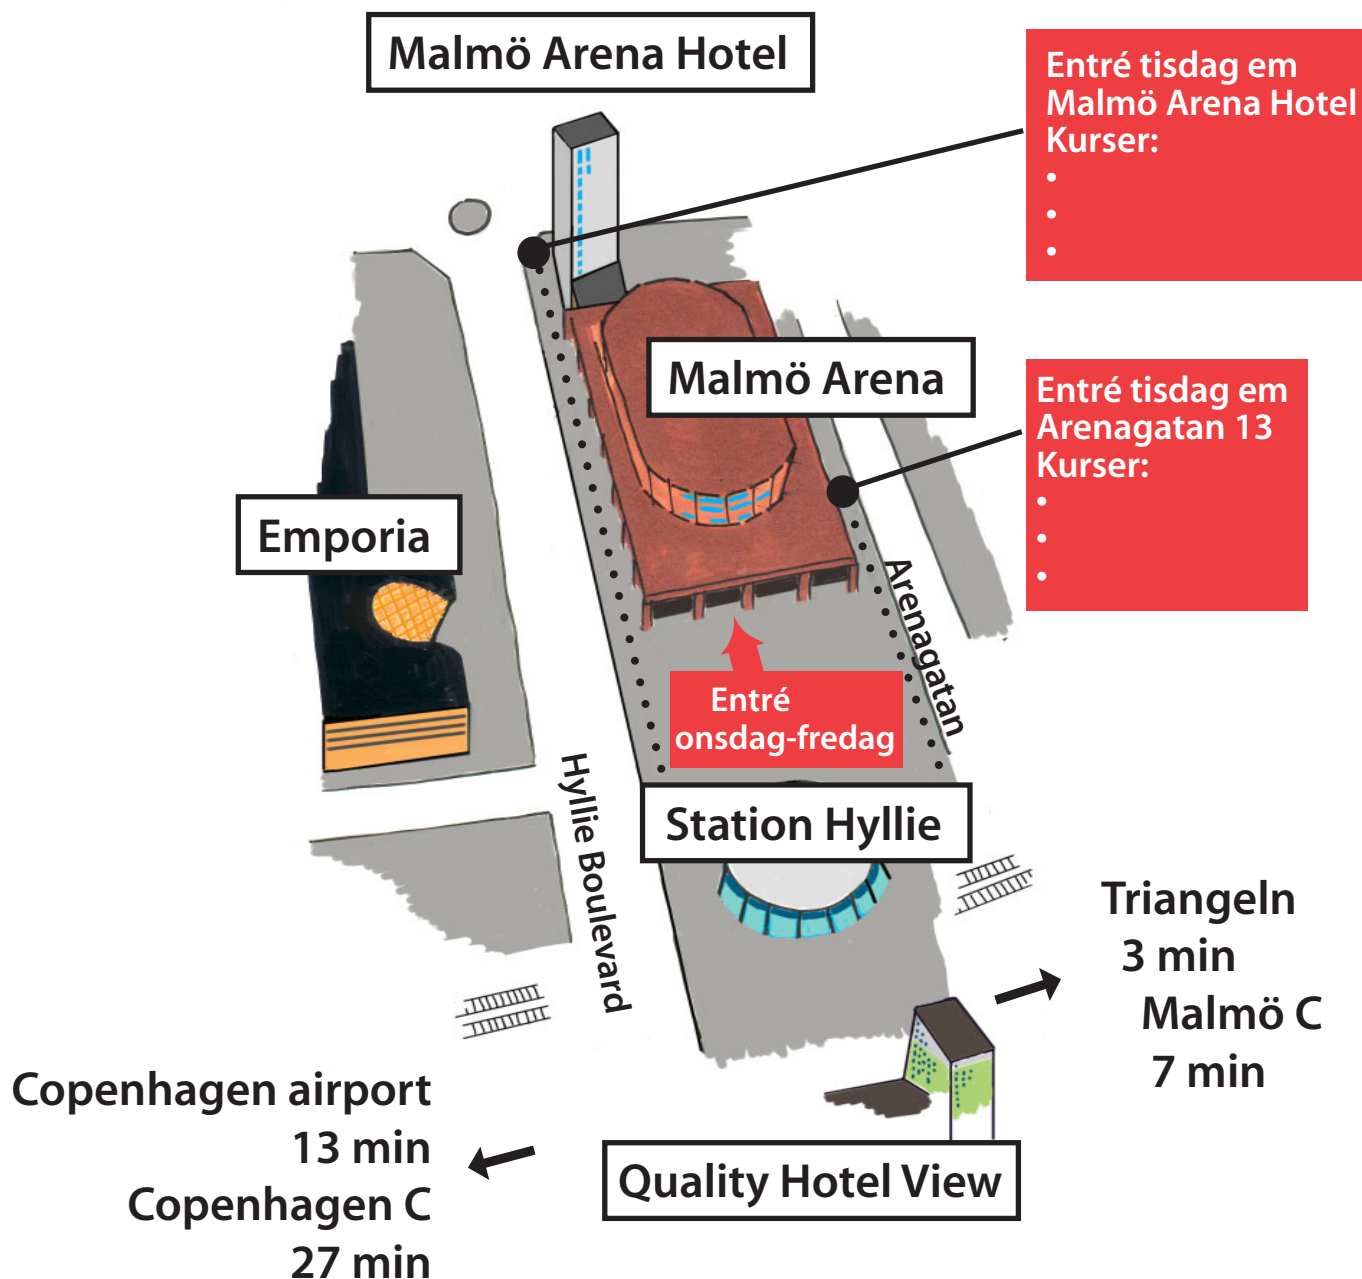 Malmö Arena Hotel
Entré tisdag em
Malmö Arena Hotel
Kurser:
•
•
•
Malmö Arena
Entré tisdag em
Arenagatan 13
Kurser:
•
•
•
Emporia
Arenagatan
Entré
onsdag-fredag
Hyllie Boulevard
Station Hyllie
Triangeln
3 min
Malmö C
7 min
Copenhagen airport
13 min
Copenhagen C
27 min
Quality Hotel View